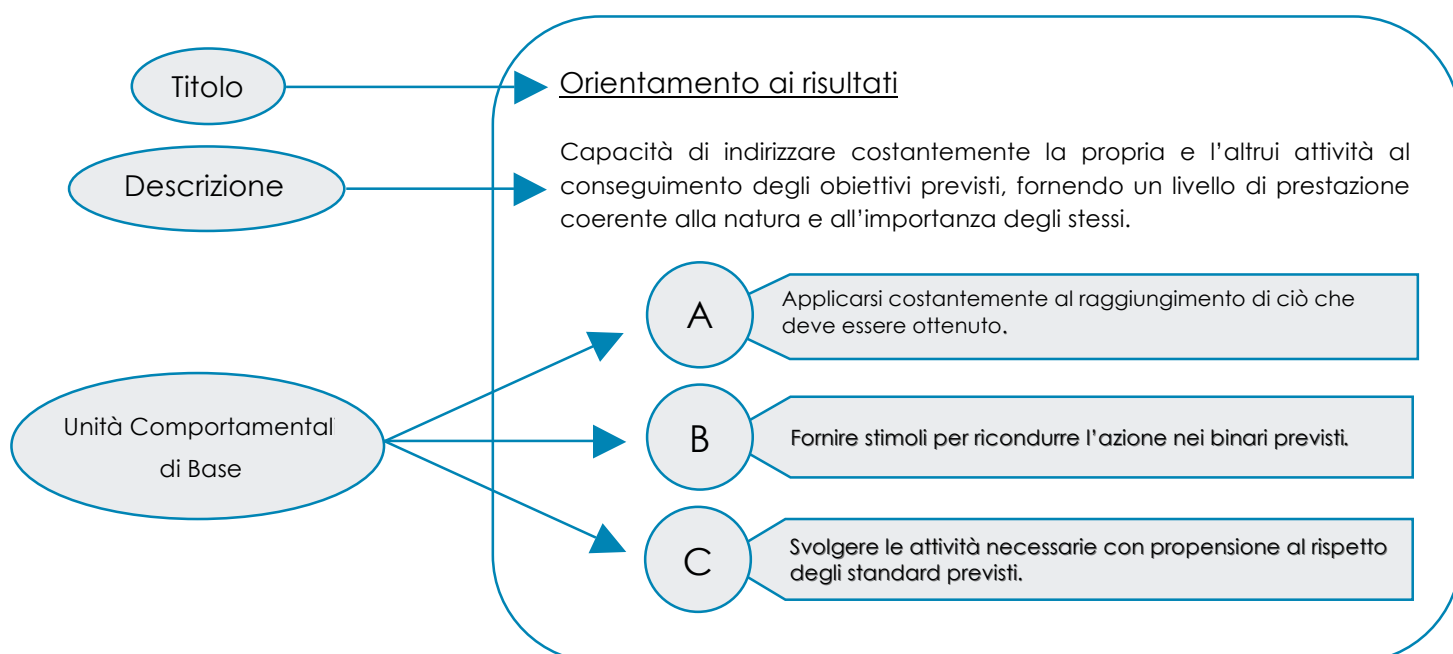 Titolo
Orientamento ai risultati
Descrizione
Capacità di indirizzare costantemente la propria e l’altrui attività al
conseguimento degli obiettivi previsti, fornendo un livello di prestazione
coerente alla natura e all’importanza degli stessi.
Unità Comportamental
di Base
A
Applicarsi costantemente al raggiungimento di ciò che
deve essere ottenuto.
B
Fornire stimoli per ricondurre l’azione nei binari previsti.
C
Svolgere le attività necessarie con propensione al rispetto
degli standard previsti.